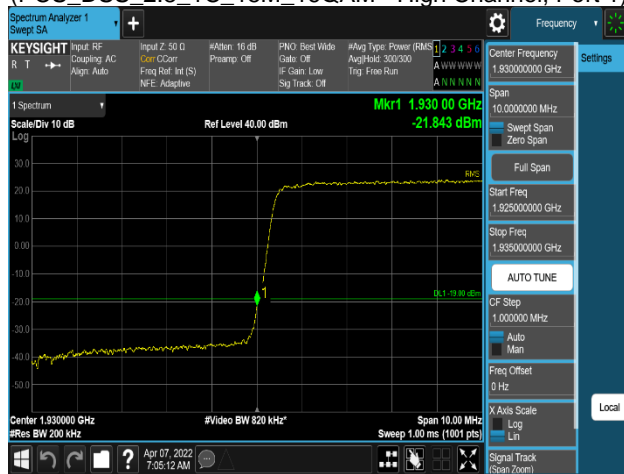 Spectrum Analyzer 1
Swept SA
Frequency
KEYSIGHT
R T
Input: RF
Coupling: AC
Align: Auto
Input Z: 50 Ω
Corr CCorr
Freq Ref: Int (S)
NFE: Adaptive
#Atten: 16 dB
Preamp: Off
PNO: Best Wide
Gate: Off
IF Gain: Low
Sig Track: Off
#Avg Type: Power (RMS
Avg|Hold: 300/300
Trig: Free Run
1 2 3 4 5 6
A W W W W W
A N N N N N
1 Spectrum
Scale/Div 10 dB
Log
Ref Level 40.00 dBm
Mkr1 1.930 00 GHz
-21.843 dBm
30.0
20.0
10.0
0.00
-10.0
-20.0
-30.0
-40.0
-50.0
RMS
1
DL1 -19.00 dBm
Center 1.930000 GHz
#Res BW 200 kHz
#Video BW 820 kHz*
Span 10.00 MHz
Sweep 1.00 ms (1001 pts)
Apr 07, 2022
7:05:12 AM
Center Frequency
1.930000000 GHz
Settings
Span
10.0000000 MHz
Swept Span
Zero Span
Full Span
Start Freq
1.925000000 GHz
Stop Freq
1.935000000 GHz
AUTO TUNE
CF Step
1.000000 MHz
Auto
Man
Freq Offset
0 Hz
X Axis Scale
Log
Lin
Local
Signal Track
(Span Zoom)